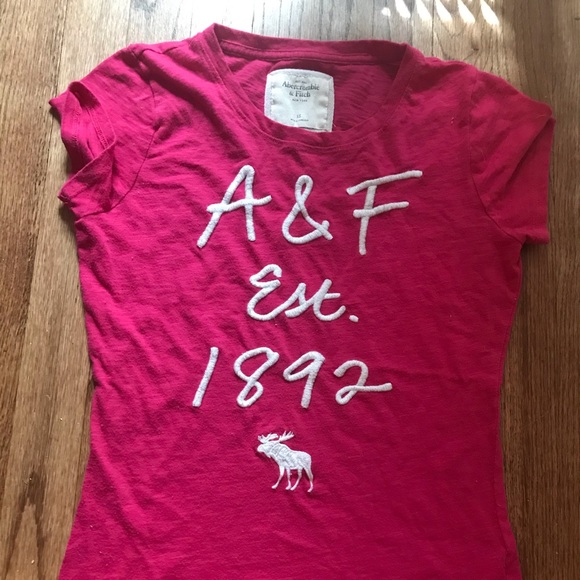 Abercrombie
& Fitch
A & F
Est.
1892